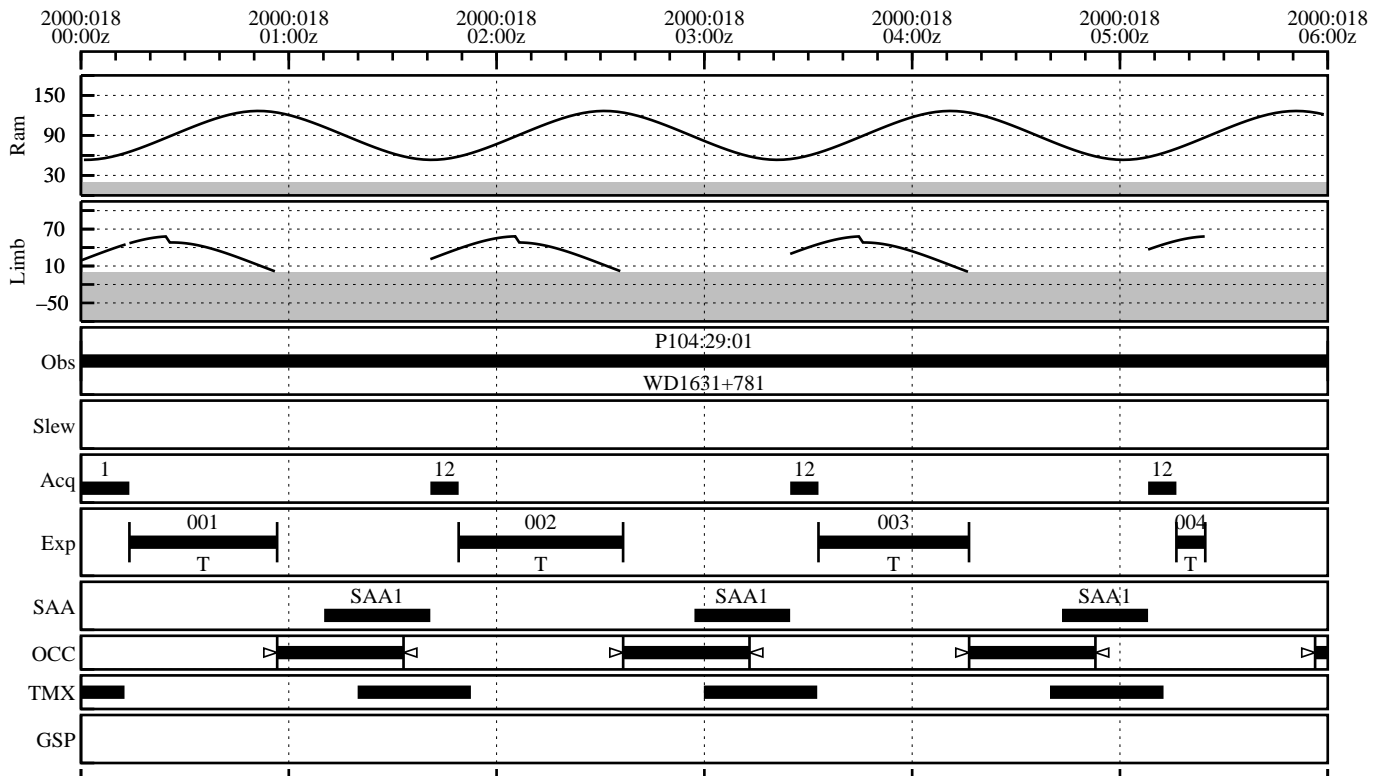 2000:018 2000:018 2000:018 2000:018 2000:018 2000:018 2000:018
00:00z 01:00z 02:00z 03:00z 04:00z 05:00z 06:00z
Ram
150
90
30
Limb
70
10
−50
Obs
P104:29:01
WD1631+781
Slew
Acq
1 12 12 12
Exp
001 002 003 004
T T T T
SAA
SAA1 SAA1 SAA1
OCC
TMX
GSP